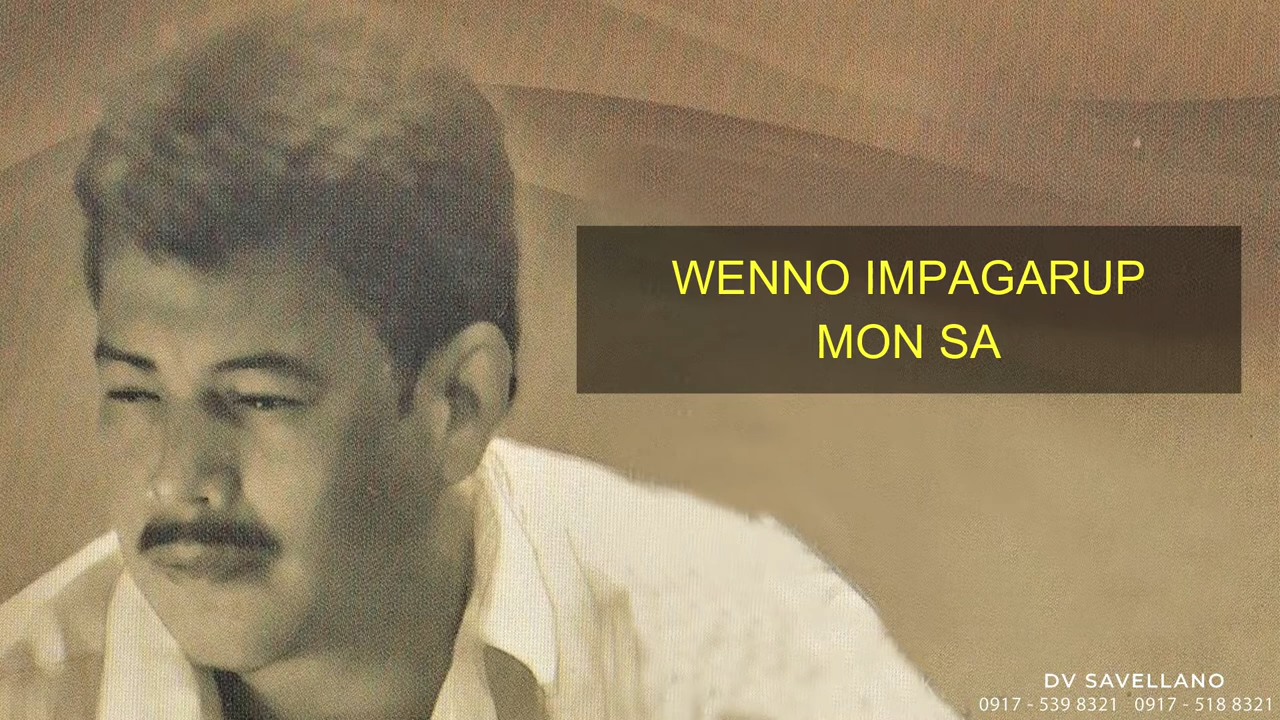 WENNO IMPAGARUP
MON SA
DV SAVELLANO
0917 - 539 8321 0917 - 518 8321